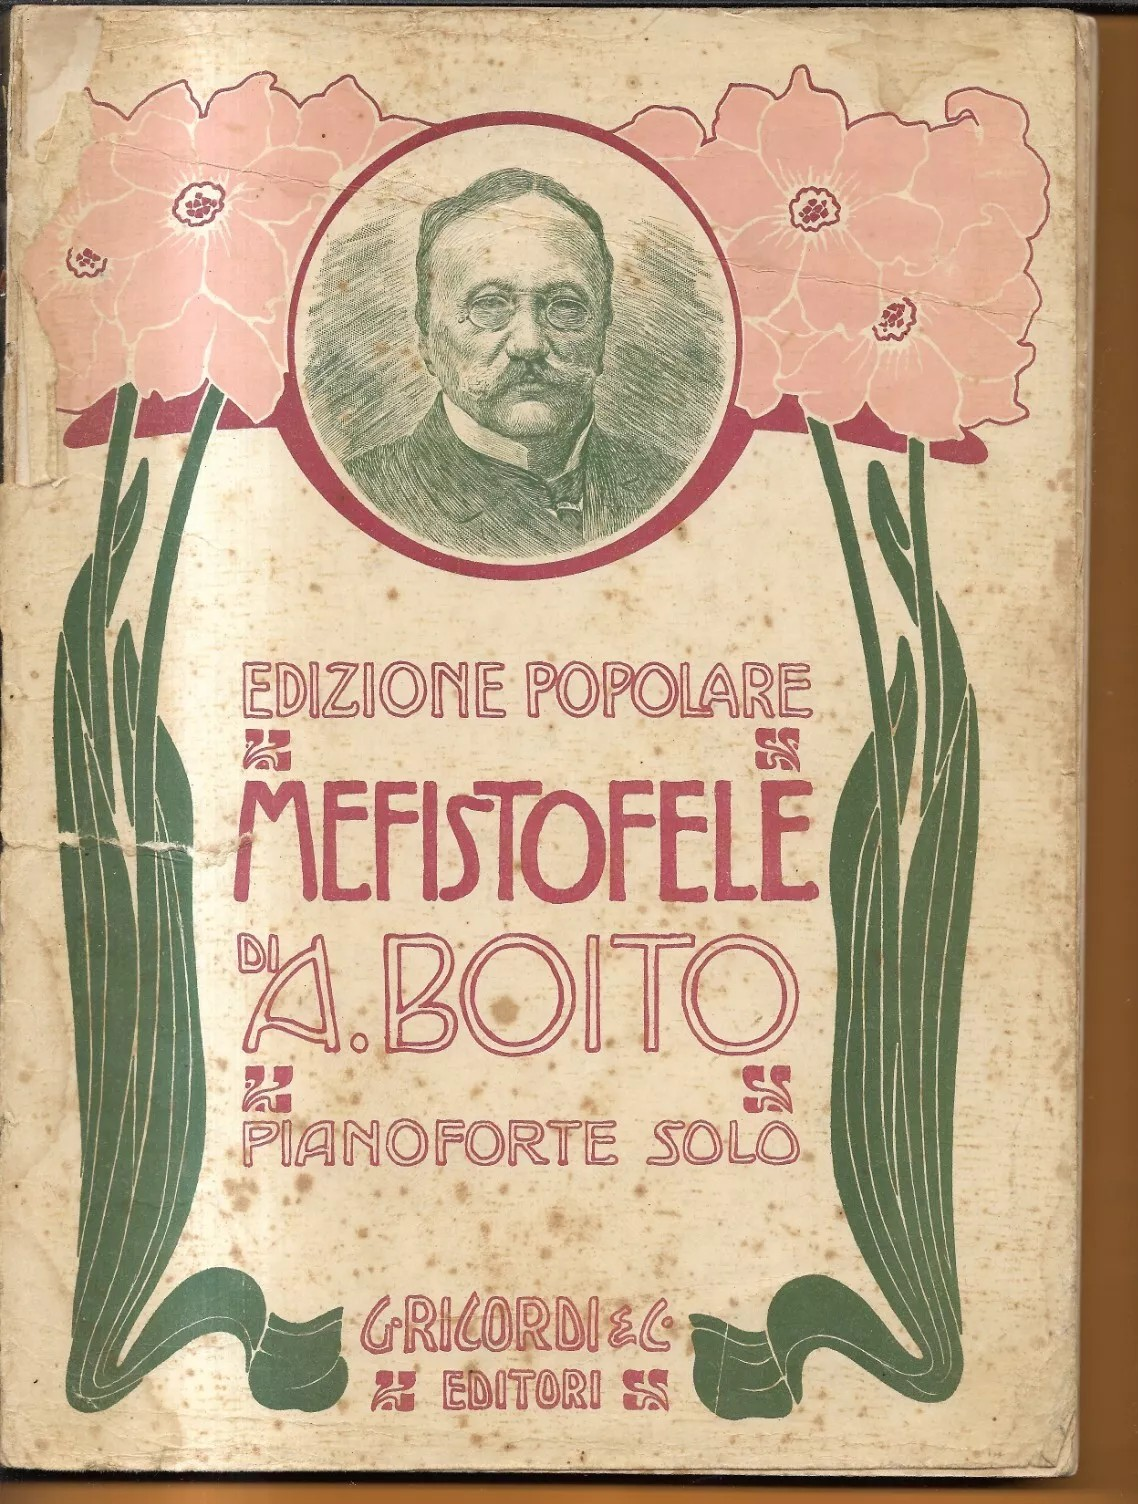 EDIZIONE POPOLARE
MEFISTOFELE
DI A. BOITO
PIANOFORTE SOLO
G. RICORDI & C.
EDITORI